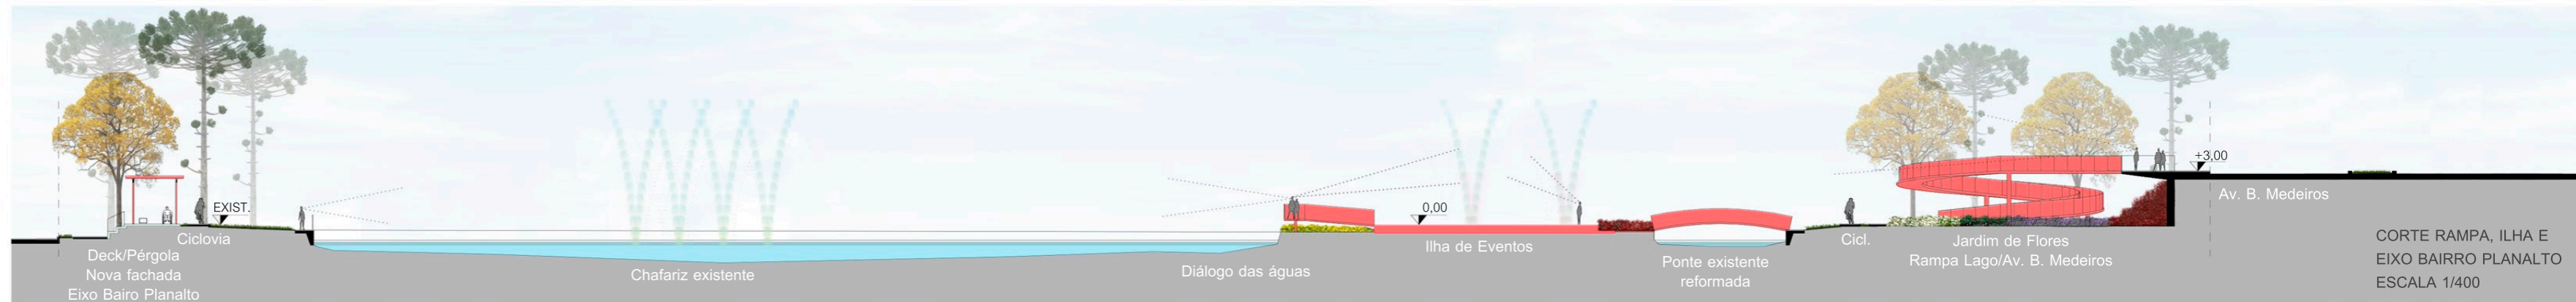 EXIST.
Ciclovia
Deck/Pérgola
Nova fachada
Eixo Bairo Planalto
Chafariz existente
Diálogo das águas
0,00
Ilha de Eventos
Ponte existente
reformada
Cicl.
Jardim de Flores
Rampa Lago/Av. B. Medeiros
+3,00
Av. B. Medeiros
CORTE RAMPA, ILHA E
EIXO BAIRRO PLANALTO
ESCALA 1/400